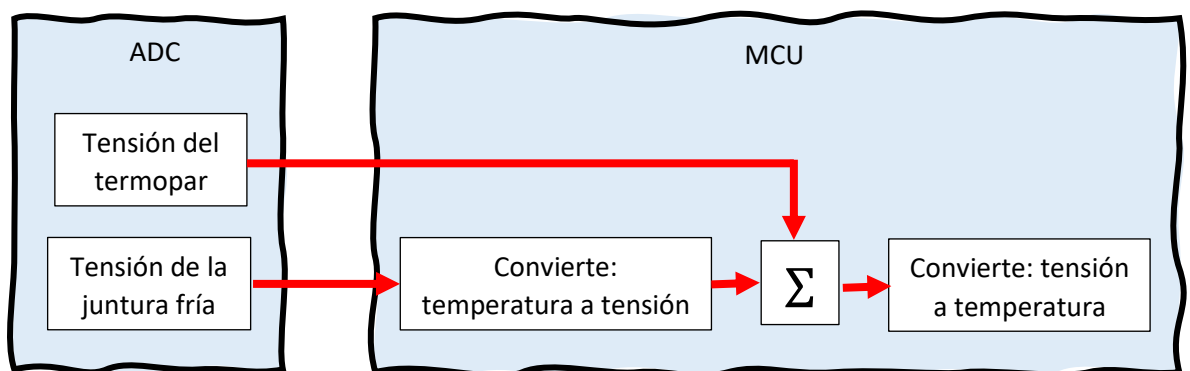 ADC
MCU
Tensión del
termopar
Tensión de la
juntura fría
Convierte:
temperatura a tensión
Σ
Convierte: tensión
a temperatura